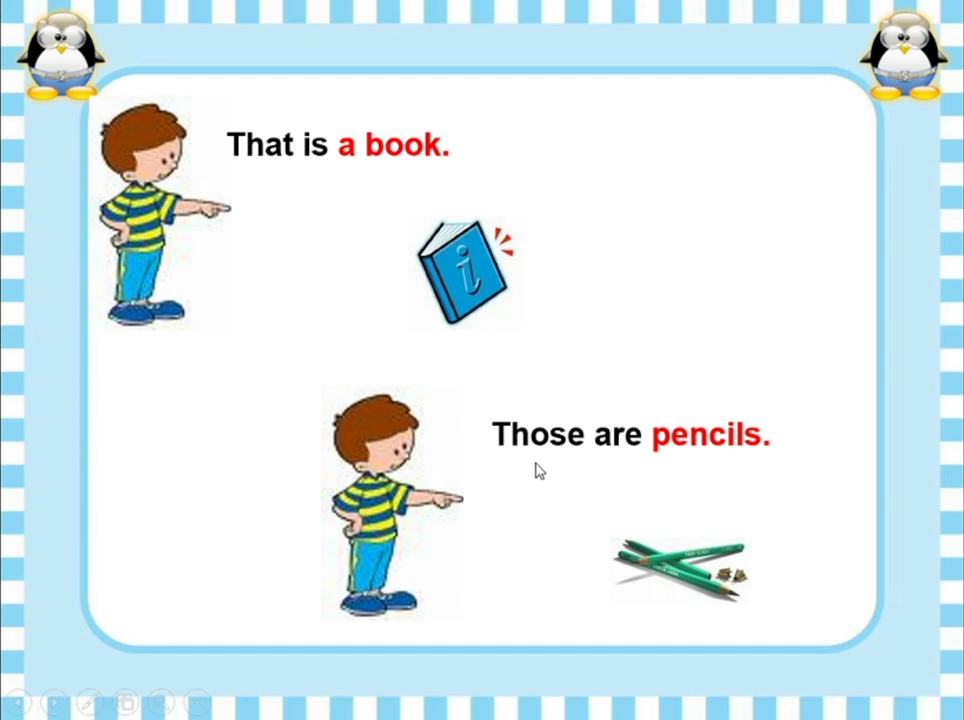 That is a book.
i
Those are pencils.